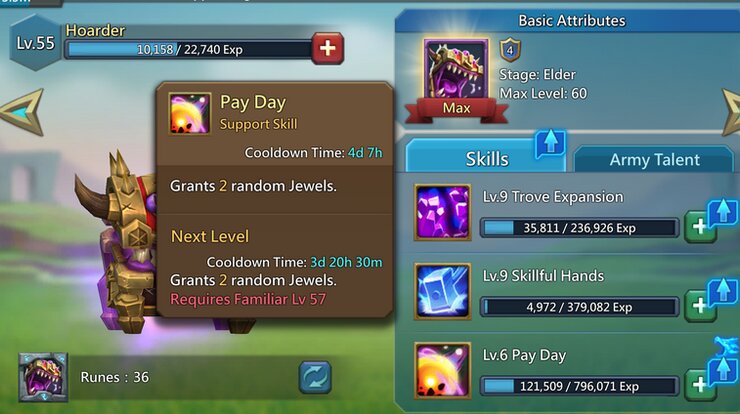 Lv.55
Hoarder
10,158 / 22,740 Exp
Pay Day
Support Skill
Cooldown Time: 4d 7h
Grants 2 random Jewels.
Next Level
Cooldown Time: 3d 20h 30m
Grants 2 random Jewels.
Requires Familiar Lv 57
Runes : 36
Basic Attributes
4
Stage: Elder
Max Level: 60
Max
Skills
Army Talent
Lv.9 Trove Expansion
35,811 / 236,926 Exp
Lv.9 Skillful Hands
4,972 / 379,082 Exp
Lv.6 Pay Day
121,509 / 796,071 Exp